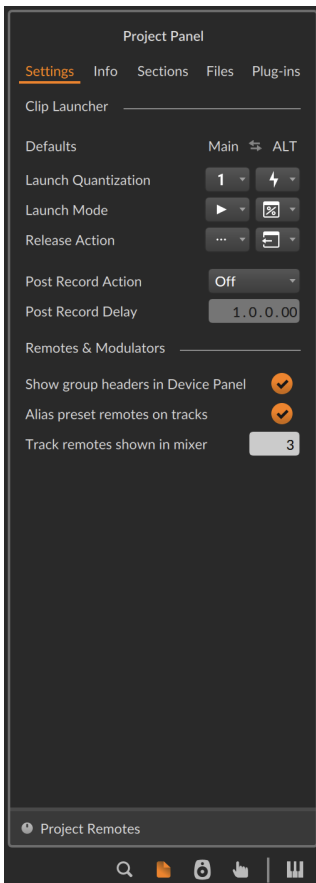 Project Panel
Settings Info Sections Files Plug-ins
Clip Launcher
Defaults Main ALT
Launch Quantization 1
Launch Mode
Release Action ...
Post Record Action Off
Post Record Delay 1.0.0.00
Remotes & Modulators
Show group headers in Device Panel
Alias preset remotes on tracks
Track remotes shown in mixer 3
Project Remotes